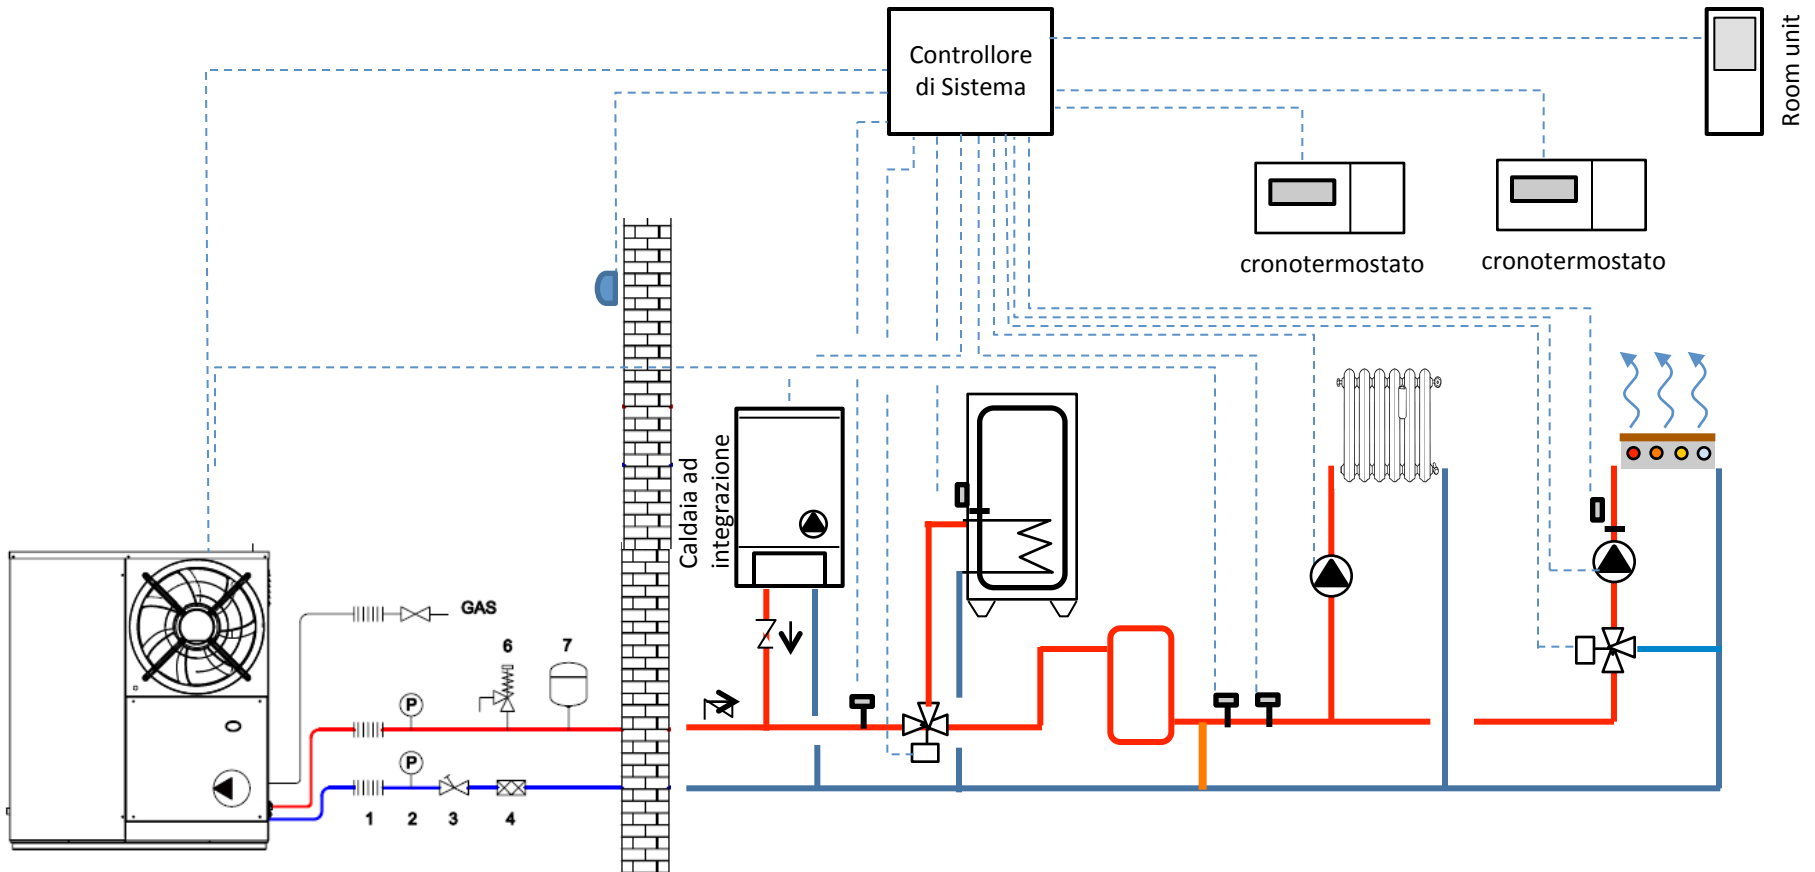 Controllore
di Sistema
Room unit
cronotermostato
cronotermostato
Caldaia ad
integrazione
GAS
6
7
P
P
1
2
3
4